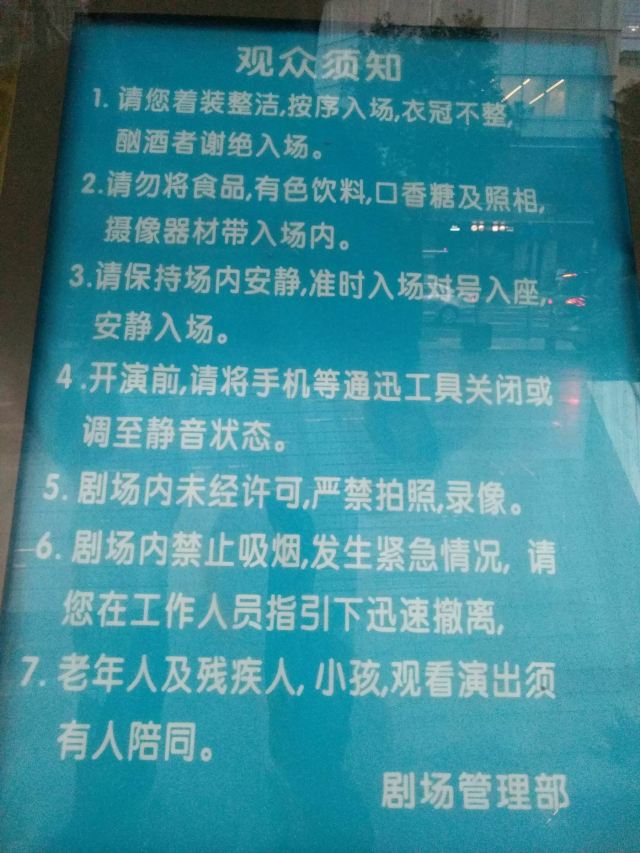 观众须知
1. 请您着装整洁,按序入场,衣冠不整,
酗酒者谢绝入场。
2.请勿将食品,有色饮料,口香糖及照相,
摄像器材带入场内。
3.请保持场内安静,准时入场对号入座,
安静入场。
4.开演前,请将手机等通迅工具关闭或
调至静音状态。
5. 剧场内未经许可,严禁拍照,录像。
6. 剧场内禁止吸烟,发生紧急情况, 请
您在工作人员指引下迅速撤离,
7. 老年人及残疾人, 小孩,观看演出须
有人陪同。
剧场管理部